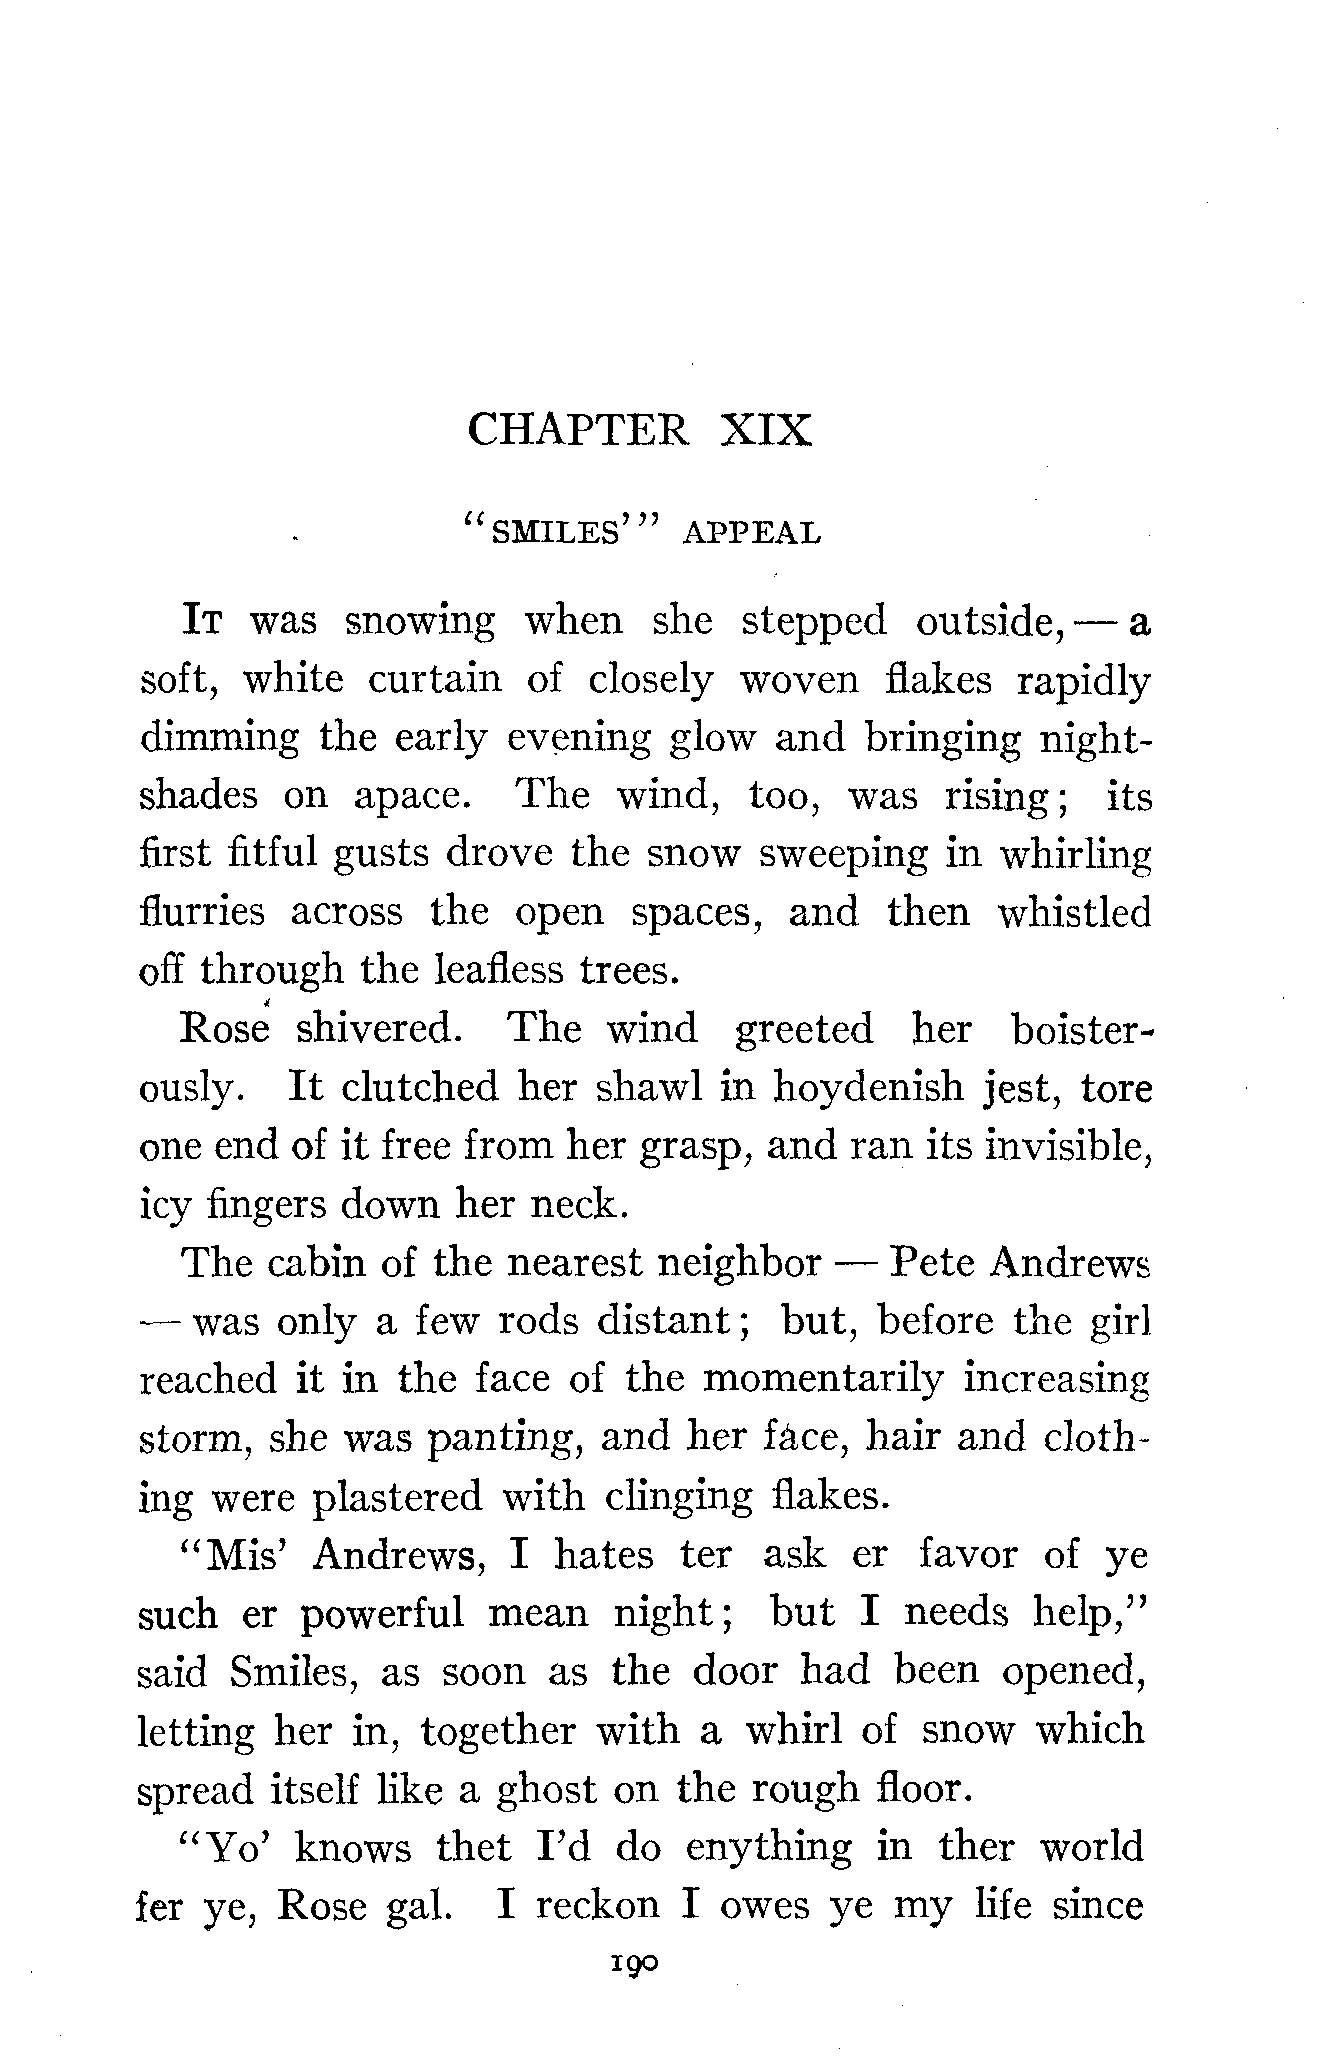 CHAPTER XIX
"SMILES'" APPEAL
IT was snowing when she stepped outside, — a
soft, white curtain of closely woven flakes rapidly
dimming the early evening glow and bringing night-
shades on apace. The wind, too, was rising; its
first fitful gusts drove the snow sweeping in whirling
flurries across the open spaces, and then whistled
off through the leafless trees.
Rose shivered. The wind greeted her boister-
ously. It clutched her shawl in hoydenish jest, tore
one end of it free from her grasp, and ran its invisible,
icy fingers down her neck.
The cabin of the nearest neighbor — Pete Andrews
— was only a few rods distant; but, before the girl
reached it in the face of the momentarily increasing
storm, she was panting, and her face, hair and cloth-
ing were plastered with clinging flakes.
"Mis' Andrews, I hates ter ask er favor of ye
such er powerful mean night; but I needs help,"
said Smiles, as soon as the door had been opened,
letting her in, together with a whirl of snow which
spread itself like a ghost on the rough floor.
"Yo' knows thet I'd do enything in ther world
fer ye, Rose gal. I reckon I owes ye my life since
190